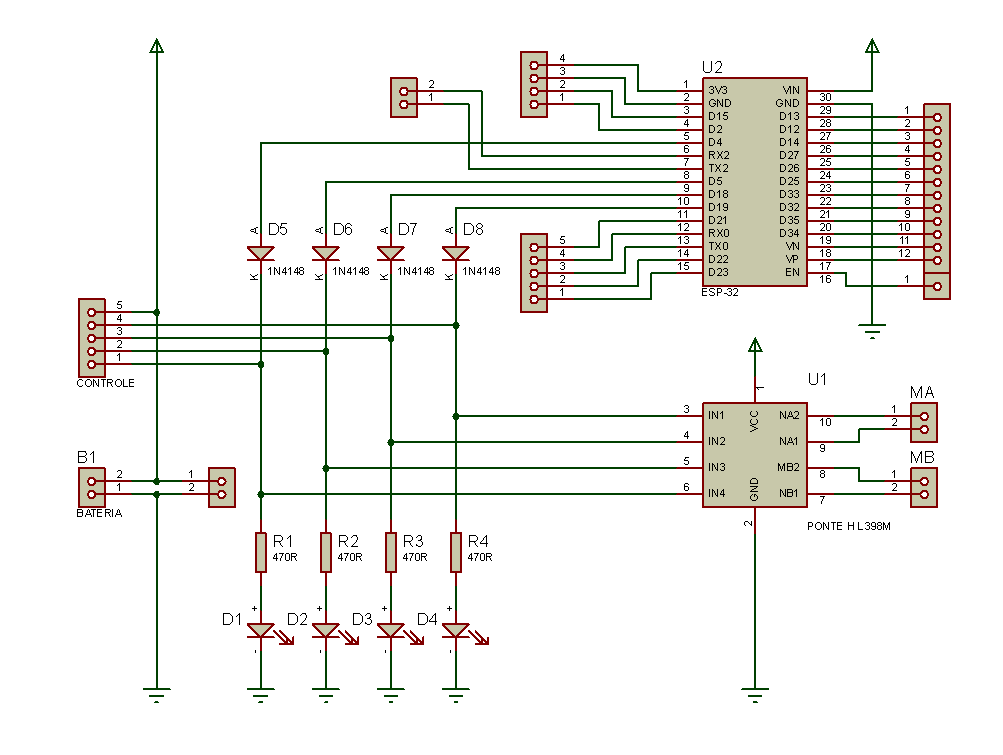 U2
ESP-32
1 3V3
2 GND
3 D15
4 D2
5 D4
6 RX2
7 TX2
8 D5
9 D18
10 D19
11 D21
12 RX0
13 TX0
14 D22
15 D23
VIN 30
GND 29
D13 28
D12 27
D14 26
D27 25
D26 24
D25 23
D33 22
D32 21
D35 20
D34 19
VN 18
VP 17
EN 16
4
3
2
1
2
1
5
4
3
2
1
1
2
3
4
5
6
7
8
9
10
11
12
1
A D5
K 1N4148
A D6
K 1N4148
A D7
K 1N4148
A D8
K 1N4148
5
4
3
2
1
CONTROLE
B1
2
1
BATERIA
1
2
U1
1 VCC
3 IN1
4 IN2
5 IN3
6 IN4
NA2 10
NA1 9
MB2 8
NB1 7
GND 2
PONTE H L398M
MA
1
2
MB
1
2
R1
470R
R2
470R
R3
470R
R4
470R
D1 + -
D2 + -
D3 + -
D4 + -